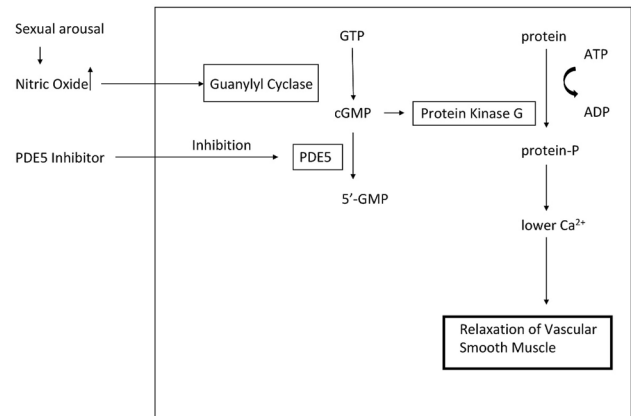 Sexual arousal
Nitric Oxide
PDE5 Inhibitor
Inhibition
Guanylyl Cyclase
GTP
cGMP
PDE5
5′-GMP
Protein Kinase G
protein
ATP
ADP
protein-P
lower Ca²⁺
Relaxation of Vascular
Smooth Muscle